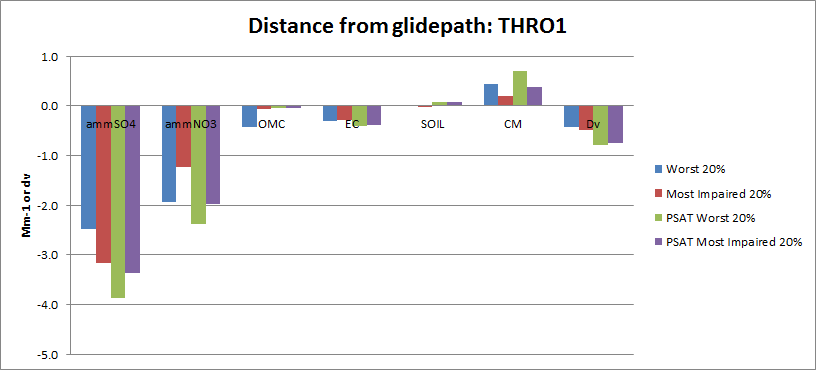 Distance from glidepath: THRO1
1.0
0.0
-1.0
-2.0
-3.0
-4.0
-5.0
Mm-1 or dv
ammSO4 ammNO3 OMC EC SOIL CM Dv
Worst 20%
Most Impaired 20%
PSAT Worst 20%
PSAT Most Impaired 20%